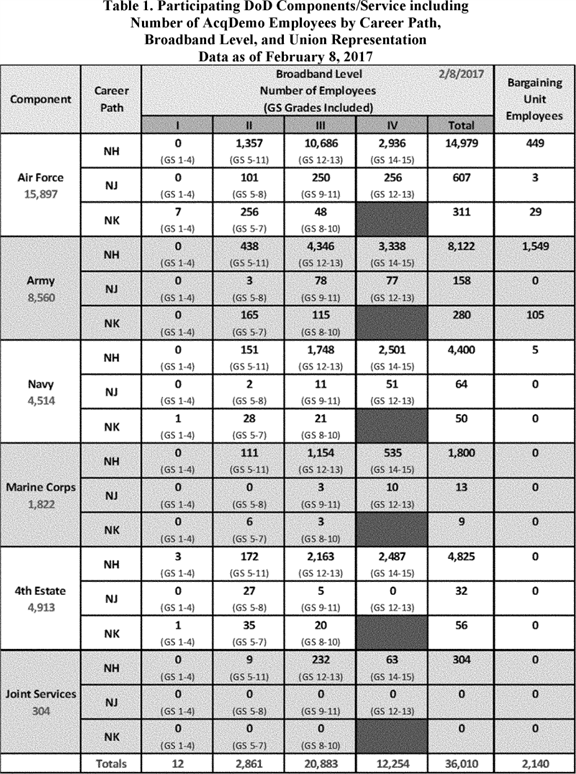 Table 1. Participating DoD Components/Service including
Number of AcqDemo Employees by Career Path,
Broadband Level, and Union Representation
Data as of February 8, 2017
Component Career Path Broadband Level 2/8/2017 Bargaining Unit Employees
Number of Employees
(GS Grades Included)
I II III IV Total
Air Force 15,897
NH 0 1,357 10,686 2,936 14,979 449
(GS 1-4) (GS 5-11) (GS 12-13) (GS 14-15)
NJ 0 101 250 256 607 3
(GS 1-4) (GS 5-8) (GS 9-11) (GS 12-13)
NK 7 256 48 311 29
(GS 1-4) (GS 5-7) (GS 8-10)
Army 8,560
NH 0 438 4,346 3,338 8,122 1,549
(GS 1-4) (GS 5-11) (GS 12-13) (GS 14-15)
NJ 0 3 78 77 158 0
(GS 1-4) (GS 5-8) (GS 9-11) (GS 12-13)
NK 0 165 115 280 105
(GS 1-4) (GS 5-7) (GS 8-10)
Navy 4,514
NH 0 151 1,748 2,501 4,400 5
(GS 1-4) (GS 5-11) (GS 12-13) (GS 14-15)
NJ 0 2 11 51 64 0
(GS 1-4) (GS 5-8) (GS 9-11) (GS 12-13)
NK 1 28 21 50 0
(GS 1-4) (GS 5-7) (GS 8-10)
Marine Corps 1,822
NH 0 111 1,154 535 1,800 0
(GS 1-4) (GS 5-11) (GS 12-13) (GS 14-15)
NJ 0 0 3 10 13 0
(GS 1-4) (GS 5-8) (GS 9-11) (GS 12-13)
NK 0 6 3 9 0
(GS 1-4) (GS 5-7) (GS 8-10)
4th Estate 4,913
NH 3 172 2,163 2,487 4,825 0
(GS 1-4) (GS 5-11) (GS 12-13) (GS 14-15)
NJ 0 27 5 0 32 0
(GS 1-4) (GS 5-8) (GS 9-11) (GS 12-13)
NK 1 35 20 56 0
(GS 1-4) (GS 5-7) (GS 8-10)
Joint Services 304
NH 0 9 232 63 304 0
(GS 1-4) (GS 5-11) (GS 12-13) (GS 14-15)
NJ 0 0 0 0 0 0
(GS 1-4) (GS 5-8) (GS 9-11) (GS 12-13)
NK 0 0 0 0 0
(GS 1-4) (GS 5-7) (GS 8-10)
Totals 12 2,861 20,883 12,254 36,010 2,140